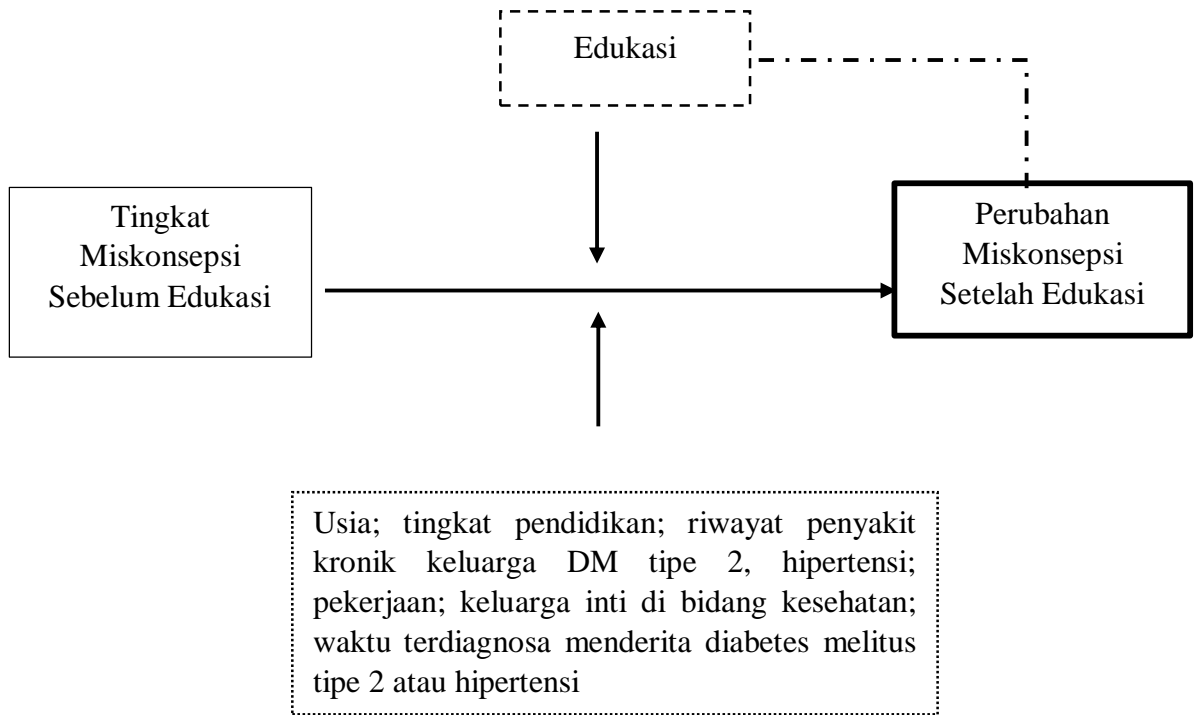 Edukasi
Tingkat
Miskonsepsi
Sebelum Edukasi
Perubahan
Miskonsepsi
Setelah Edukasi
Usia; tingkat pendidikan; riwayat penyakit
kronik keluarga DM tipe 2, hipertensi;
pekerjaan; keluarga inti di bidang kesehatan;
waktu terdiagnosa menderita diabetes melitus
tipe 2 atau hipertensi